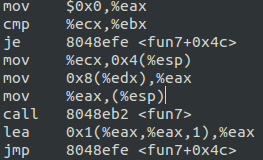 mov $0x0,%eax
cmp %ecx,%ebx
je 8048efe <fun7+0x4c>
mov %ecx,0x4(%esp)
mov 0x8(%edx),%eax
mov %eax,(%esp)
call 8048eb2 <fun7>
lea 0x1(%eax,%eax,1),%eax
jmp 8048efe <fun7+0x4c>